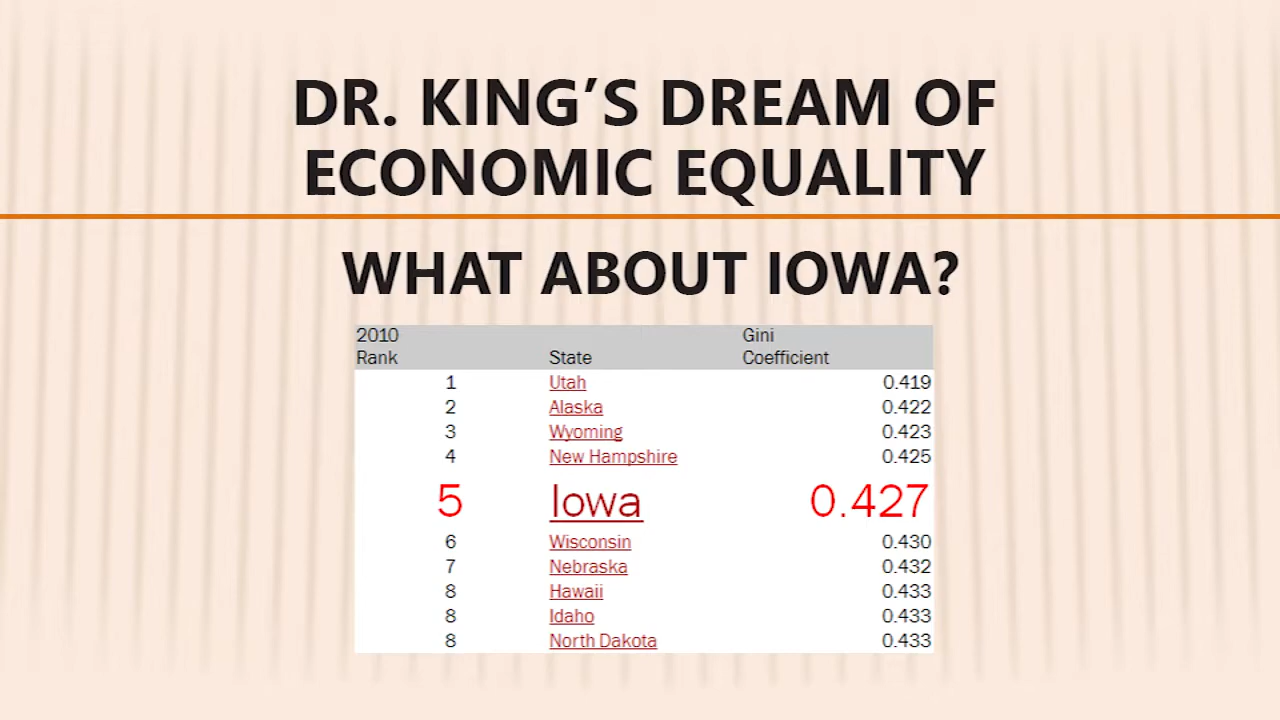 DR. KING’S DREAM OF
ECONOMIC EQUALITY
WHAT ABOUT IOWA?
2010 Gini
Rank State Coefficient
1 Utah 0.419
2 Alaska 0.422
3 Wyoming 0.423
4 New Hampshire 0.425
5 Iowa 0.427
6 Wisconsin 0.430
7 Nebraska 0.432
8 Hawaii 0.433
8 Idaho 0.433
8 North Dakota 0.433